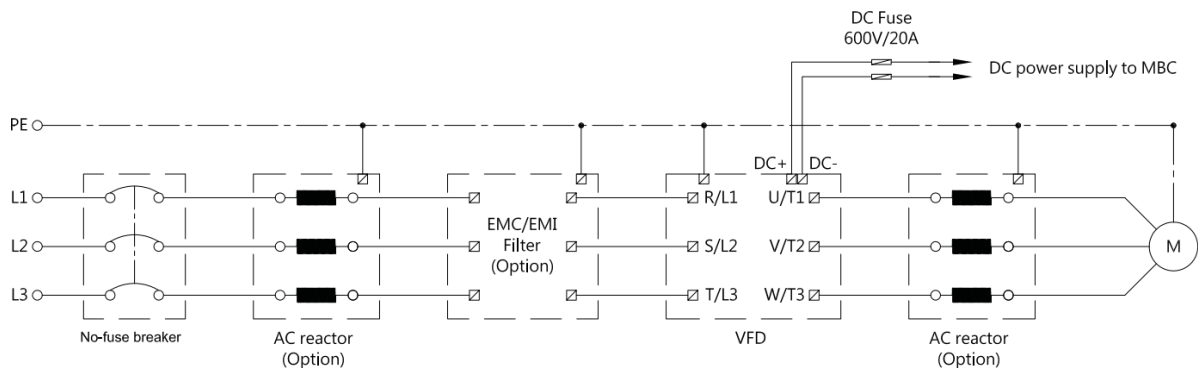 DC Fuse
600V/20A
DC power supply to MBC
PE
DC+ DC-
L1
R/L1 U/T1
EMC/EMI
Filter
(Option)
L2
S/L2 V/T2
M
L3
T/L3 W/T3
No-fuse breaker
AC reactor
(Option)
VFD
AC reactor
(Option)